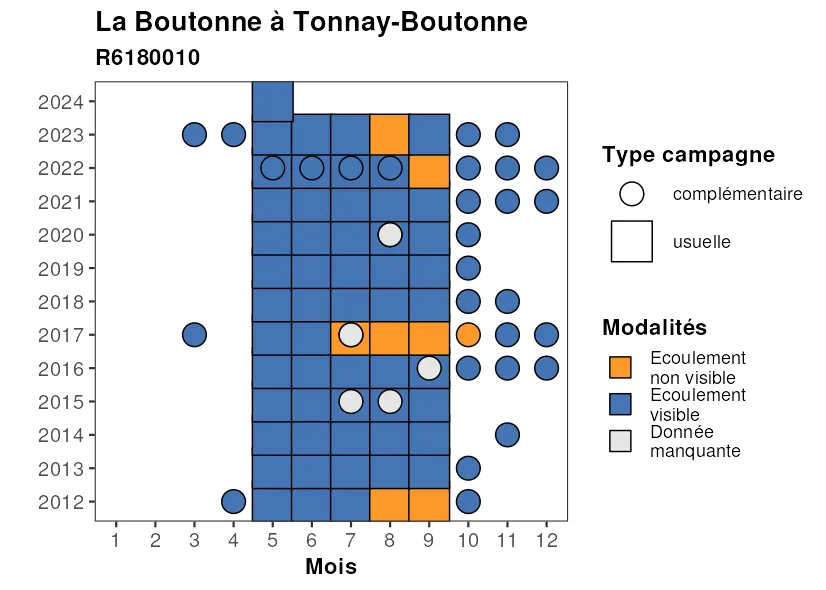 La Boutonne à Tonnay-Boutonne
R6180010
2024
2023
2022
2021
2020
2019
2018
2017
2016
2015
2014
2013
2012
1 2 3 4 5 6 7 8 9 10 11 12
Mois
Type campagne
complémentaire
usuelle
Modalités
Ecoulement
non visible
Ecoulement
visible
Donnée
manquante